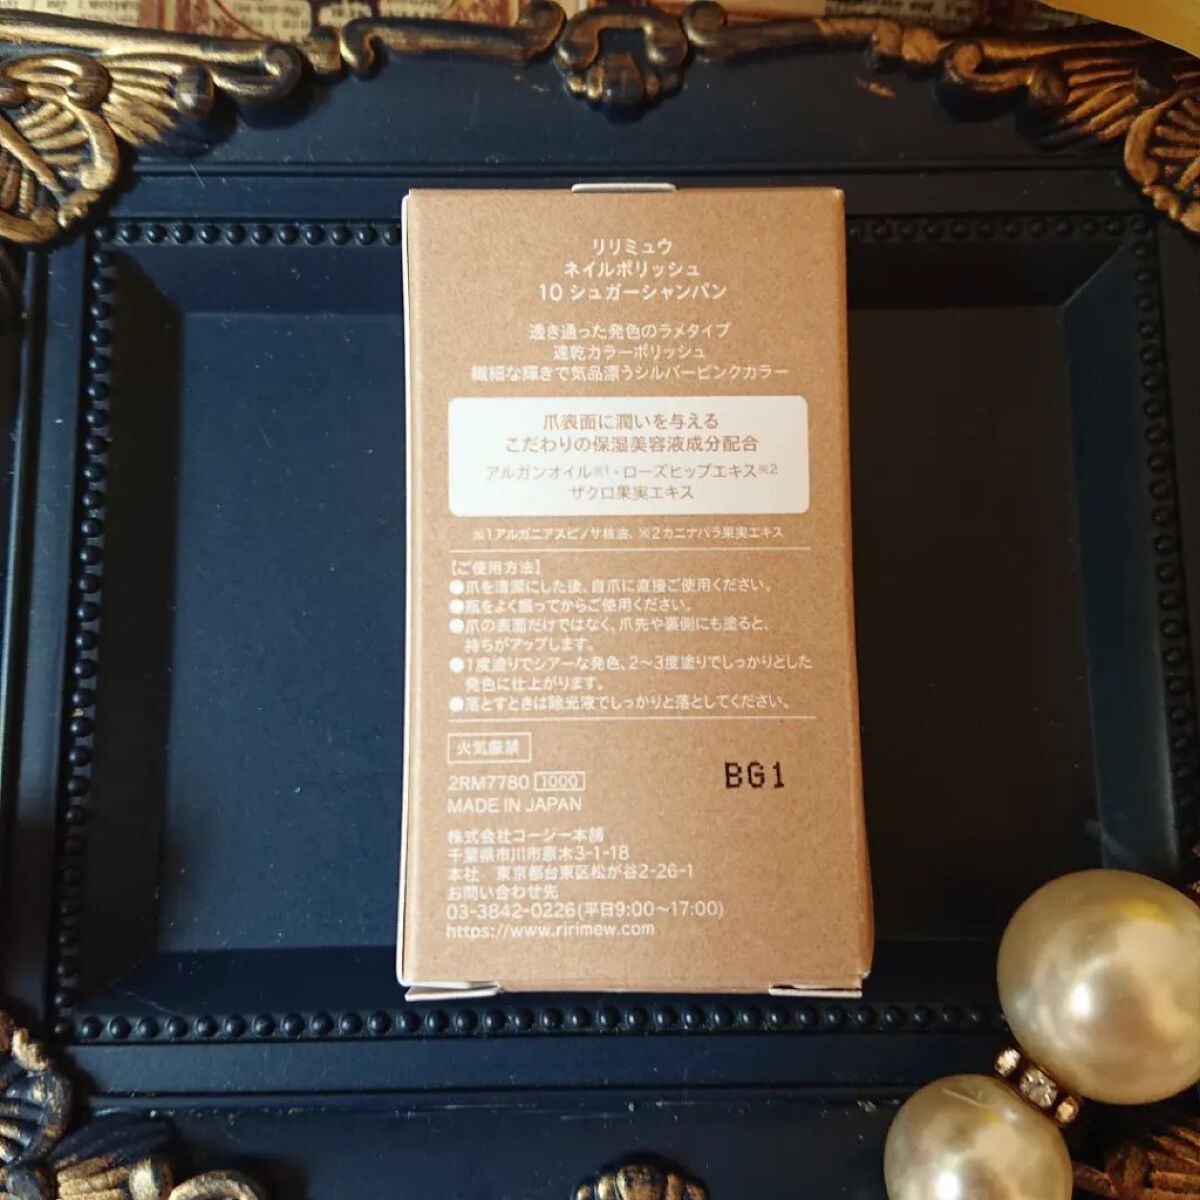 リリミュウ
ネイルポリッシュ
10 シュガーシャンパン
透き通った発色のラメタイプ
速乾カラーポリッシュ
繊細な輝きで気品漂うシルバーピンクカラー
爪表面に潤いを与える
こだわりの保湿美容液成分配合
アルガンオイル※1・ローズヒップエキス※2
ザクロ果実エキス
※1アルガニアスピノサ核油、※2カニナバラ果実エキス
【ご使用方法】
●爪を清潔にした後、自爪に直接ご使用ください。
●瓶をよく振ってからご使用ください。
●爪の表面だけではなく、爪先や裏側にも塗ると、
持ちがアップします。
●1度塗りでシアーな発色、2〜3度塗りでしっかりとした
発色に仕上がります。
●落とすときは除光液でしっかりと落としてください。
火気厳禁
2RM7780 1000
BG1
MADE IN JAPAN
株式会社コージー本舗
千葉県市川市原木3-1-18
本社 東京都台東区松が谷2-26-1
お問い合わせ先
03-3842-0226(平日9:00〜17:00)
https://www.ririmew.com